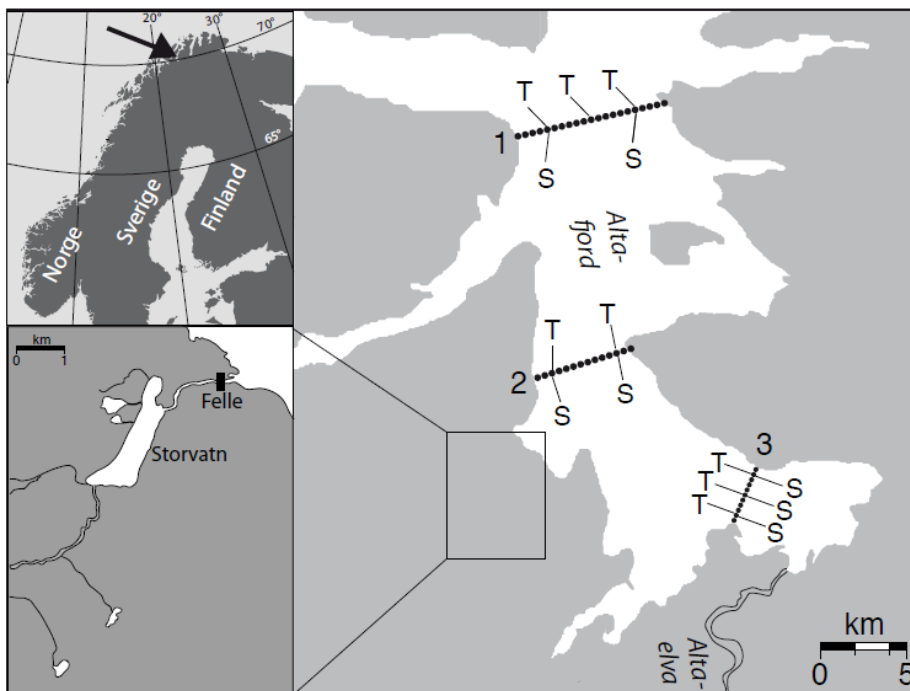 20°
30°
70°
65°
Norge
Sverige
Finland
km
0 1
Felle
Storvatn
T
T
T
1
S
S
Alta-
fjord
T
T
2
S
S
3
T
T
T
S
S
S
Alta-
elva
km
0 5